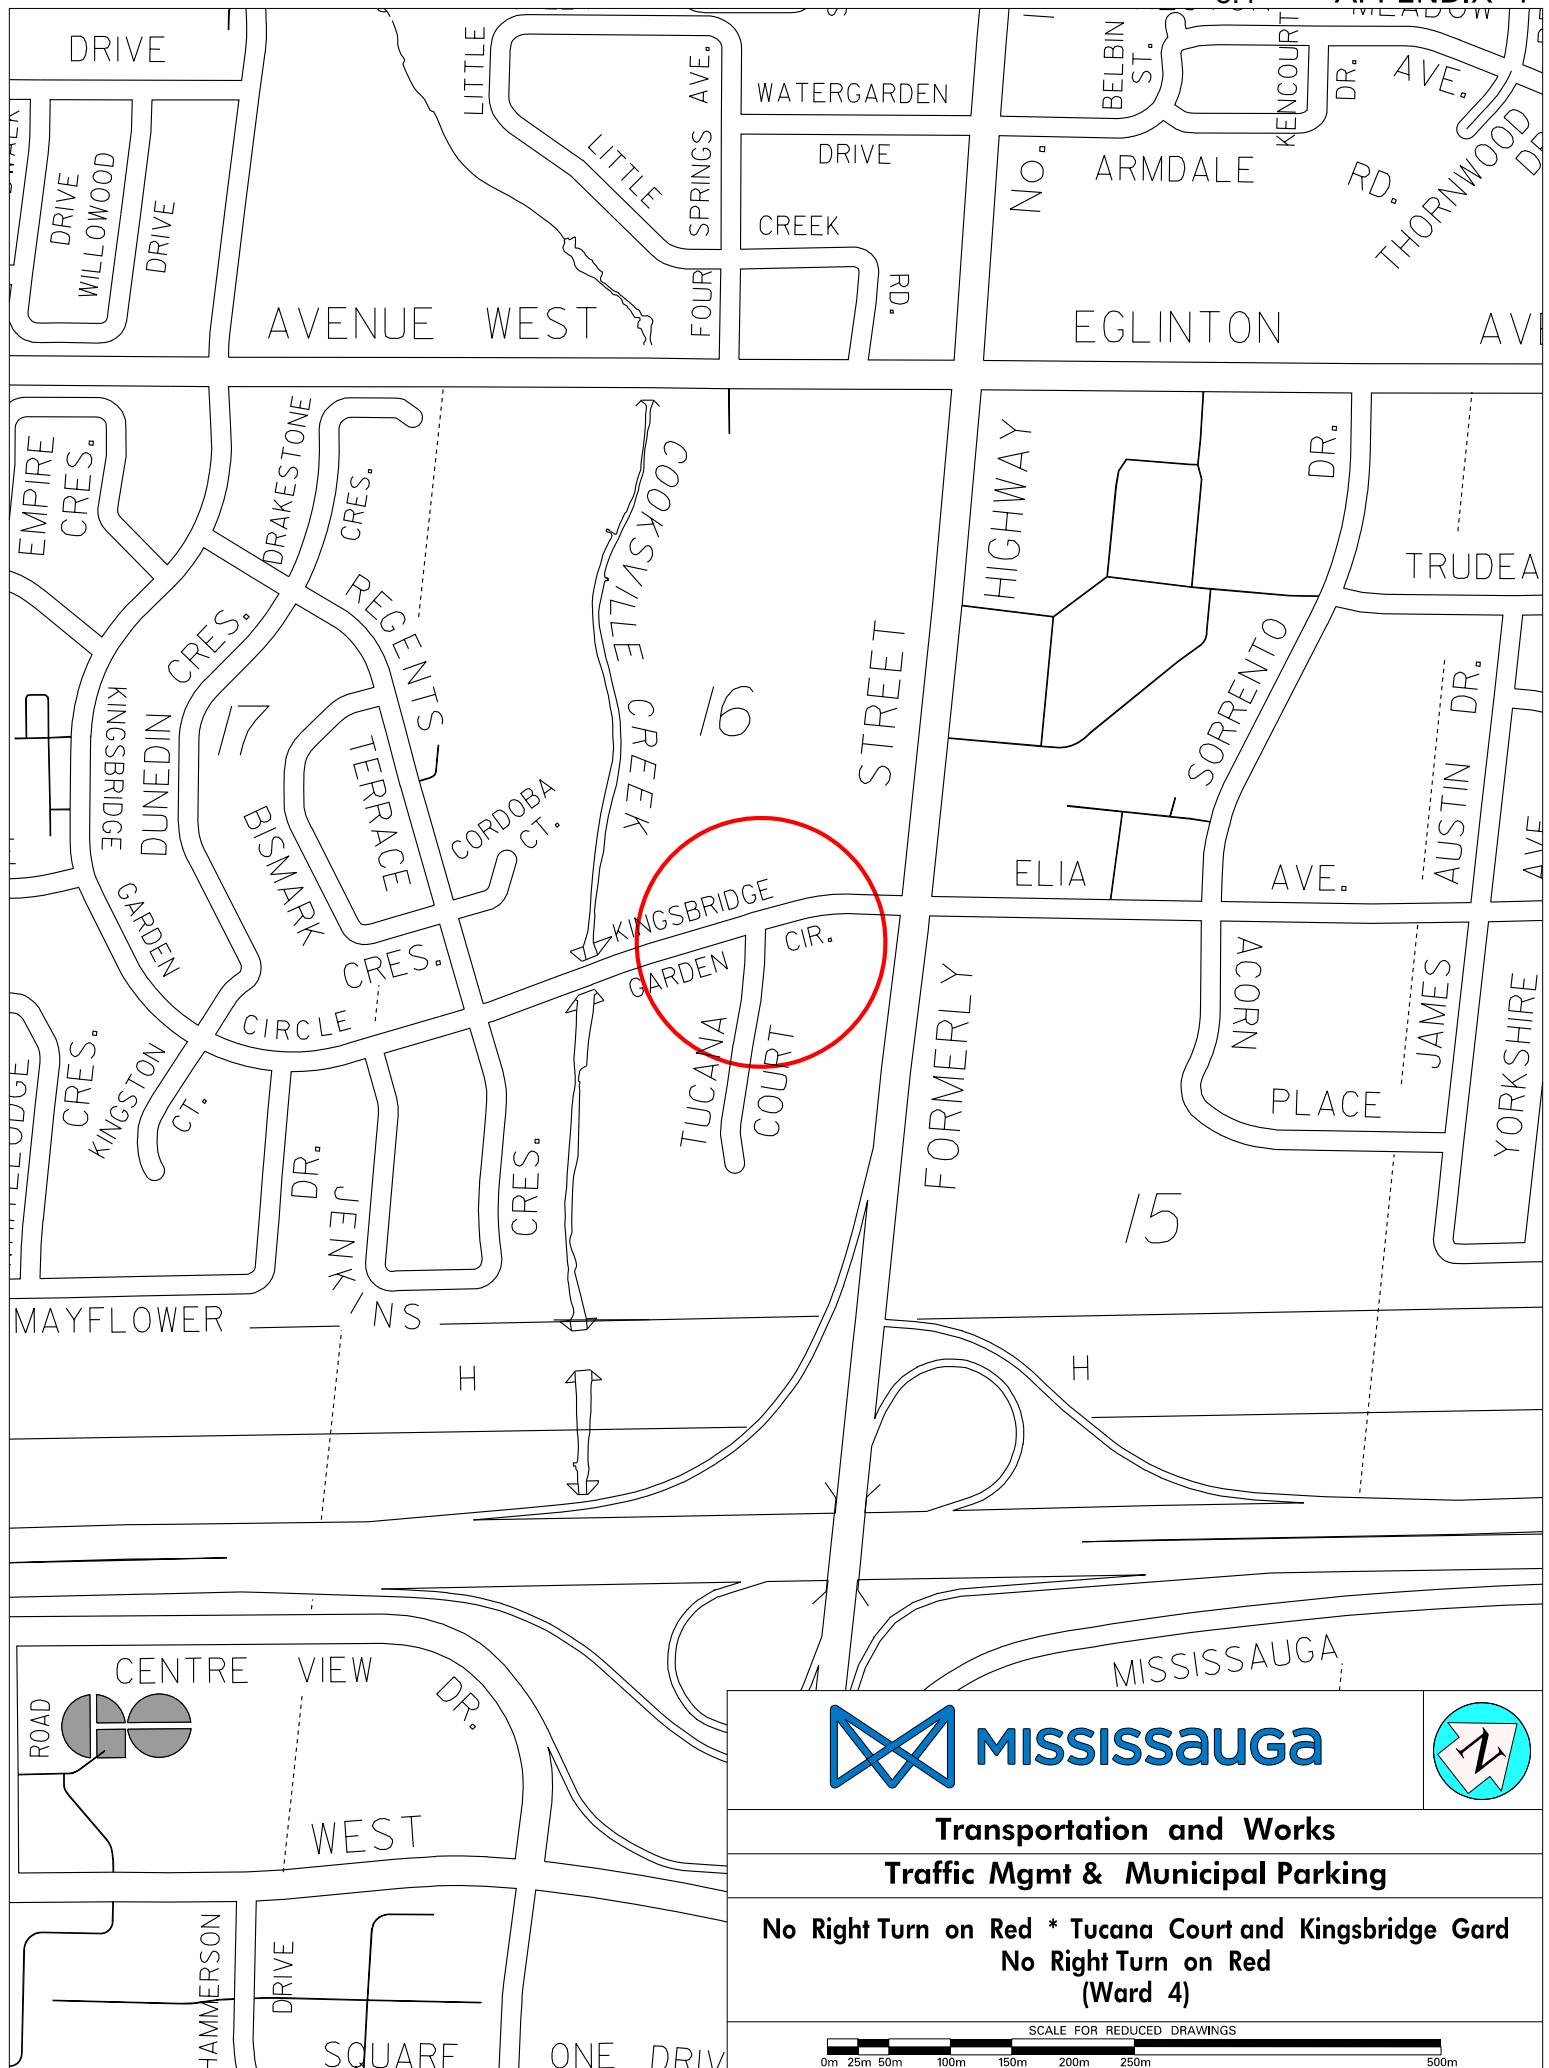 APPENDIX
DRIVE
LITTLE
SPRINGS AVE.
FOUR
WATERGARDEN
DRIVE
BELBIN
ST.
KENCOURT
DR.
MEADOW
AVE.
THORNWOOD
ARMDALE
RD.
No.
DRIVE
WILLOWOOD
DRIVE
LITTLE
CREEK
RD.
AVENUE WEST
EGLINTON
EMPIRE
CRES.
DRAKESTONE
CRES.
COOKSVILLE CREEK
HIGHWAY
DR.
TRUDEA
REGENTS
CRES.
DUNEDIN
KINGSBRIDGE
GARDEN
CIRCLE
17
16
STREET
SORRENTO
AUSTIN DR.
AVE
TERRACE
BISMARK
CRES.
CORDOBA
CT.
ELIA
AVE.
KINGSBRIDGE
GARDEN
CIR.
TUCANA
COURT
FORMERLY
ACORN
PLACE
JAMES
YORKSHIRE
CRES.
KINGSTON
CT.
DR.
JENKINS
CRES.
15
MAYFLOWER
H
H
CENTRE VIEW
DR.
MISSISSAUGA
ROAD
WEST
HAMMERSON
DRIVE
SQUARE ONE DRIV
MISSISSAUGA
N
Transportation and Works
Traffic Mgmt & Municipal Parking
No Right Turn on Red * Tucana Court and Kingsbridge Gard
No Right Turn on Red
(Ward 4)
SCALE FOR REDUCED DRAWINGS
0m 25m 50m 100m 150m 200m 250m 500m